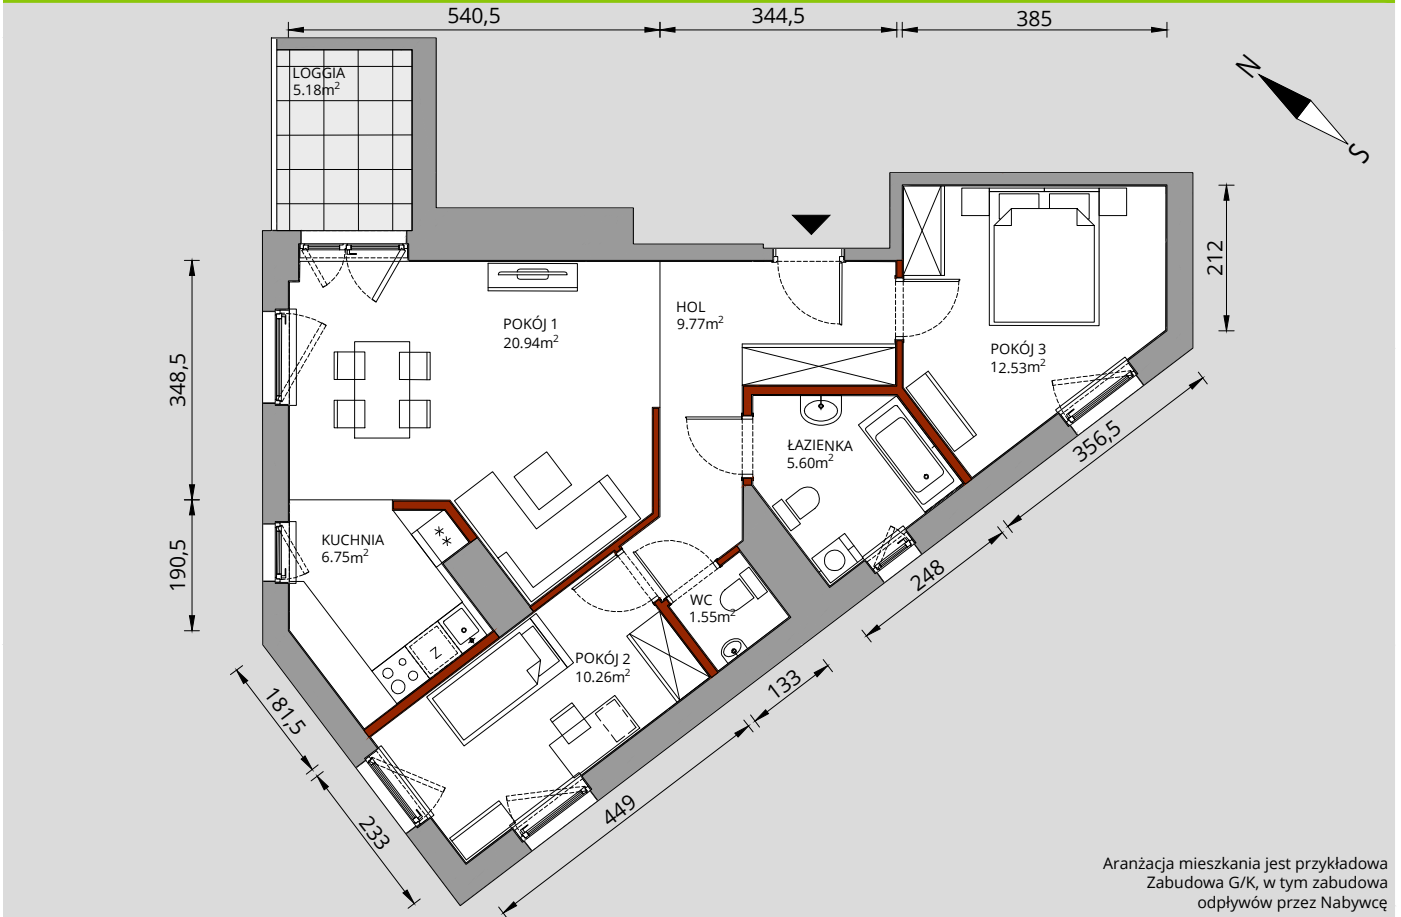 540,5
344,5
385
N
S
LOGGIA
5.18m²
212
HOL
9.77m²
POKÓJ 1
20.94m²
POKÓJ 3
12.53m²
348,5
356,5
ŁAZIENKA
5.60m²
KUCHNIA
6.75m²
**
190,5
248
WC
1.55m²
Z
POKÓJ 2
10.26m²
133
181,5
449
233
Aranżacja mieszkania jest przykładowa
Zabudowa G/K, w tym zabudowa
odpływów przez Nabywcę